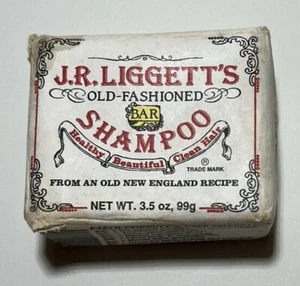 J.R.LIGGETT'S
OLD-FASHIONED
BAR
SHAMPOO
Healthy Beautiful Clean Hair
®
TRADE MARK
FROM AN OLD NEW ENGLAND RECIPE
NET WT. 3.5 oz, 99g